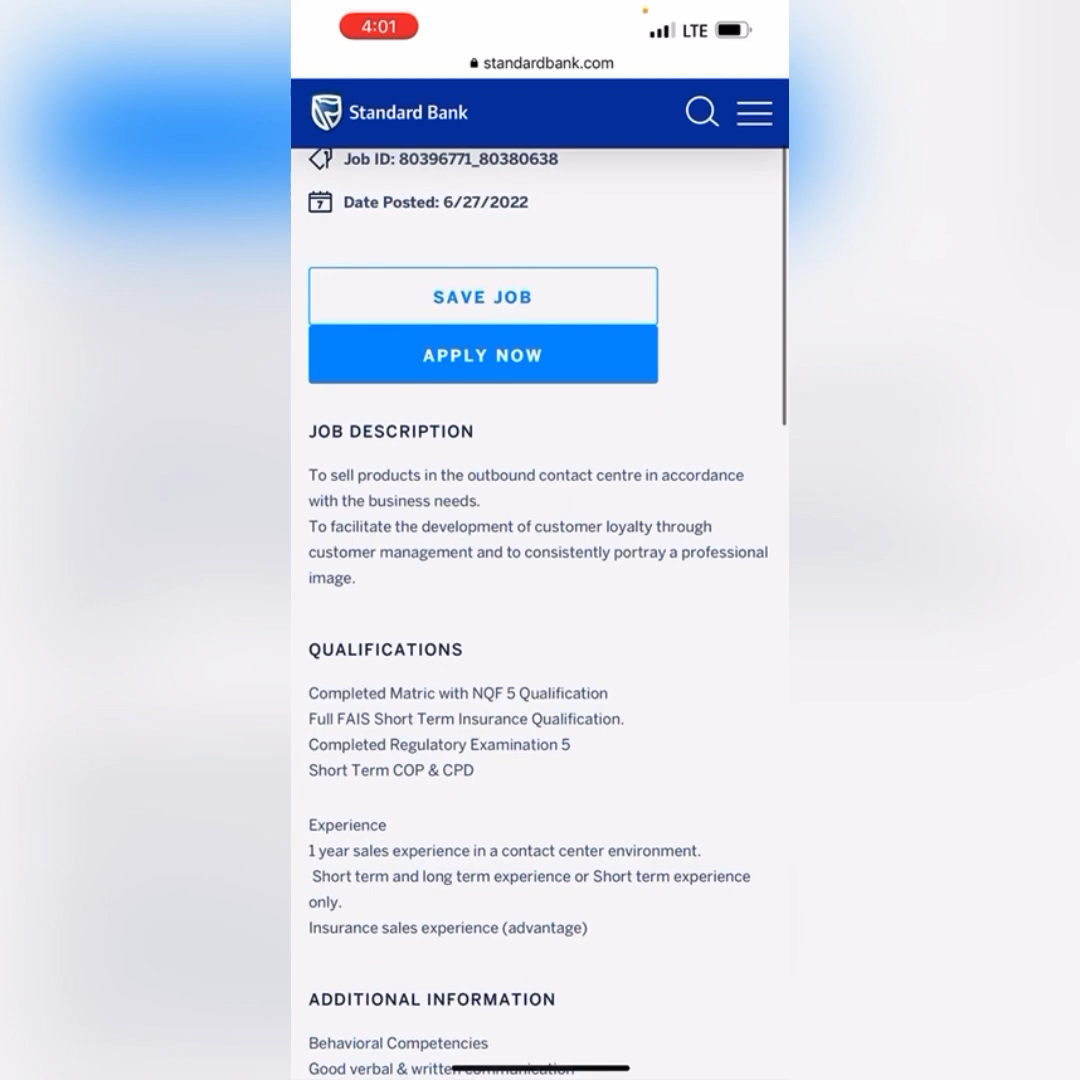 4:01
LTE
standardbank.com
Standard Bank
Job ID: 80396771_80380638
7
Date Posted: 6/27/2022
SAVE JOB
APPLY NOW
JOB DESCRIPTION
To sell products in the outbound contact centre in accordance
with the business needs.
To facilitate the development of customer loyalty through
customer management and to consistently portray a professional
image.
QUALIFICATIONS
Completed Matric with NQF 5 Qualification
Full FAIS Short Term Insurance Qualification.
Completed Regulatory Examination 5
Short Term COP & CPD
Experience
1 year sales experience in a contact center environment.
Short term and long term experience or Short term experience
only.
Insurance sales experience (advantage)
ADDITIONAL INFORMATION
Behavioral Competencies
Good verbal & written communication